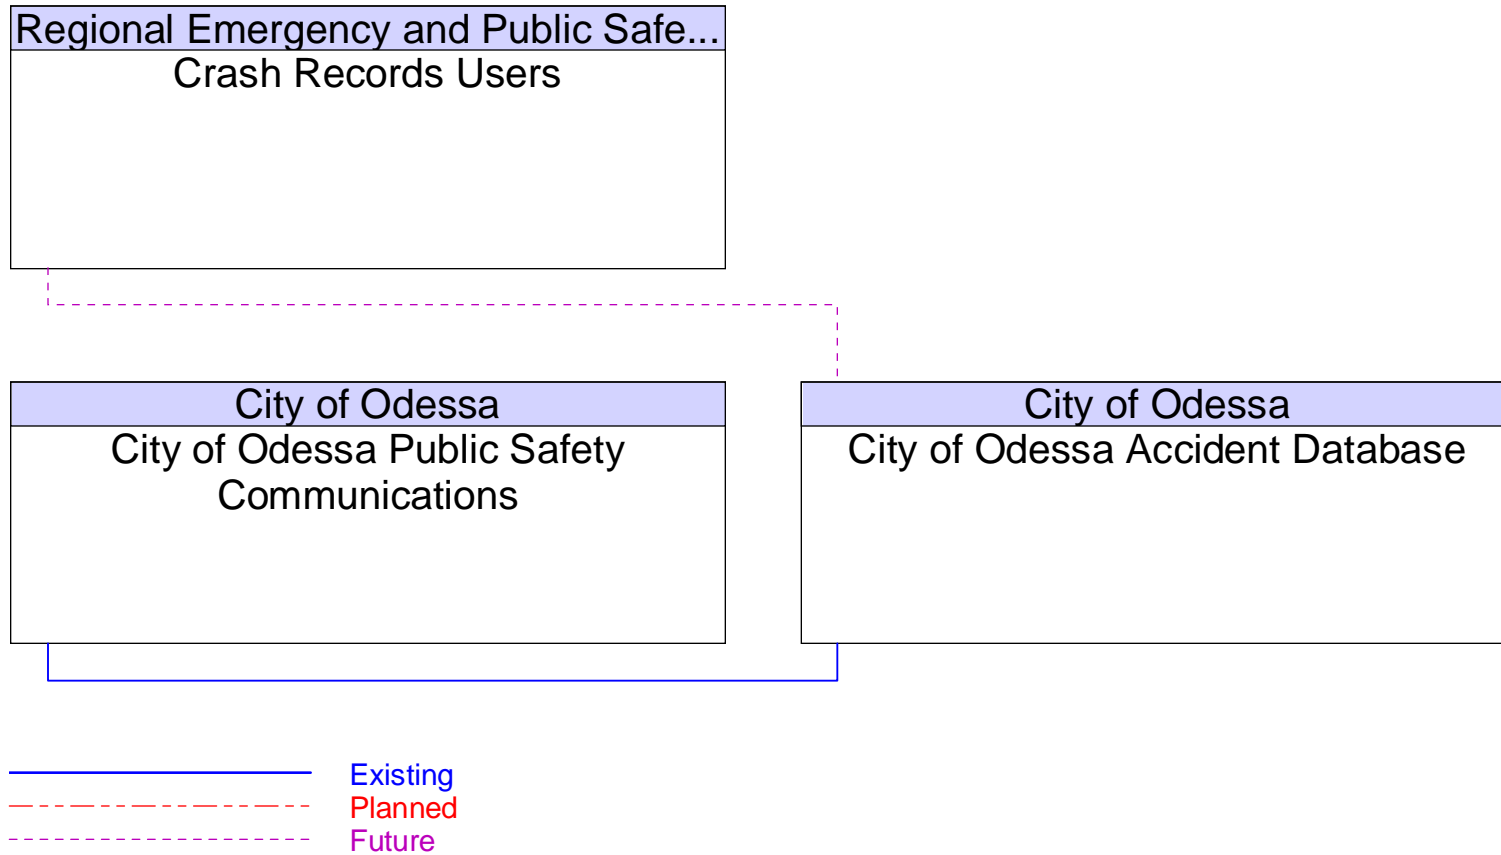 Regional Emergency and Public Safe...
Crash Records Users
City of Odessa
City of Odessa Public Safety
Communications
City of Odessa
City of Odessa Accident Database
Existing
Planned
Future